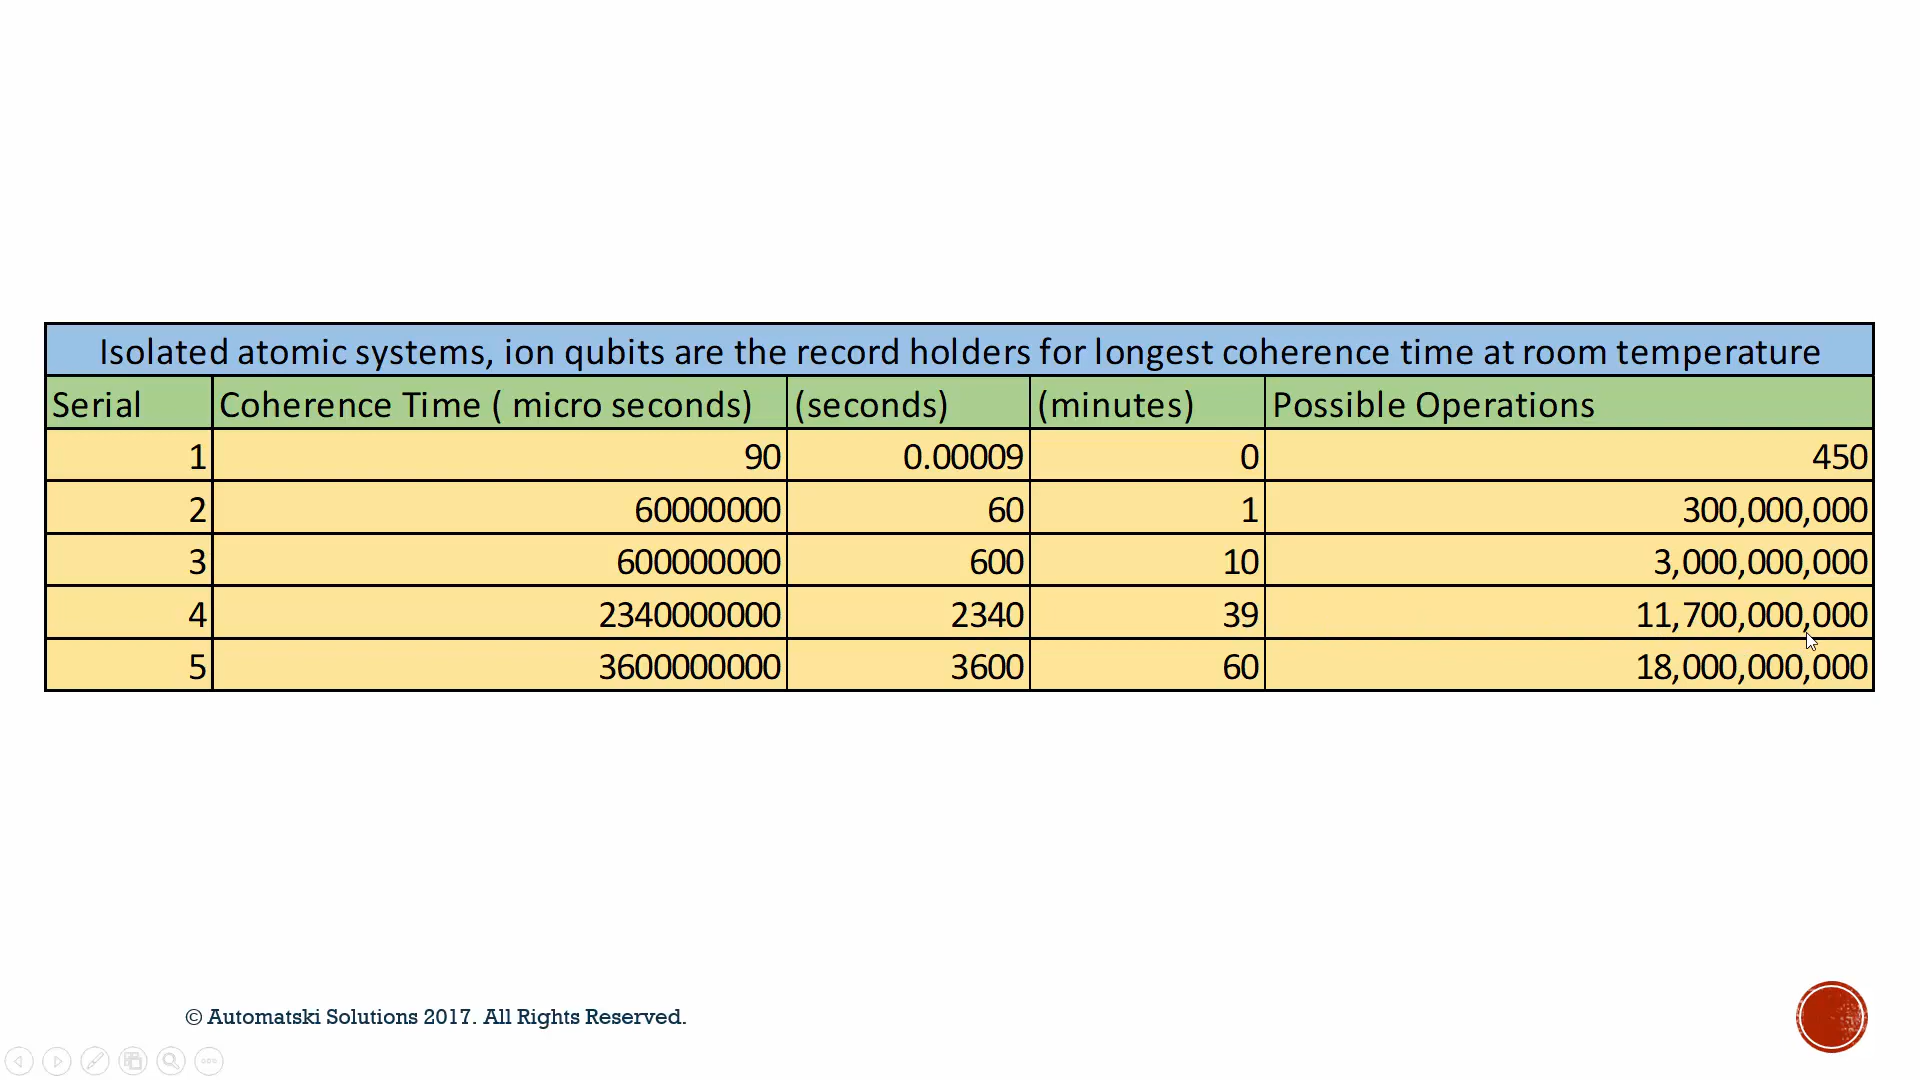 Isolated atomic systems, ion qubits are the record holders for longest coherence time at room temperature
Serial Coherence Time ( micro seconds) (seconds) (minutes) Possible Operations
1 90 0.00009 0 450
2 60000000 60 1 300,000,000
3 600000000 600 10 3,000,000,000
4 2340000000 2340 39 11,700,000,000
5 3600000000 3600 60 18,000,000,000
© Automatski Solutions 2017. All Rights Reserved.